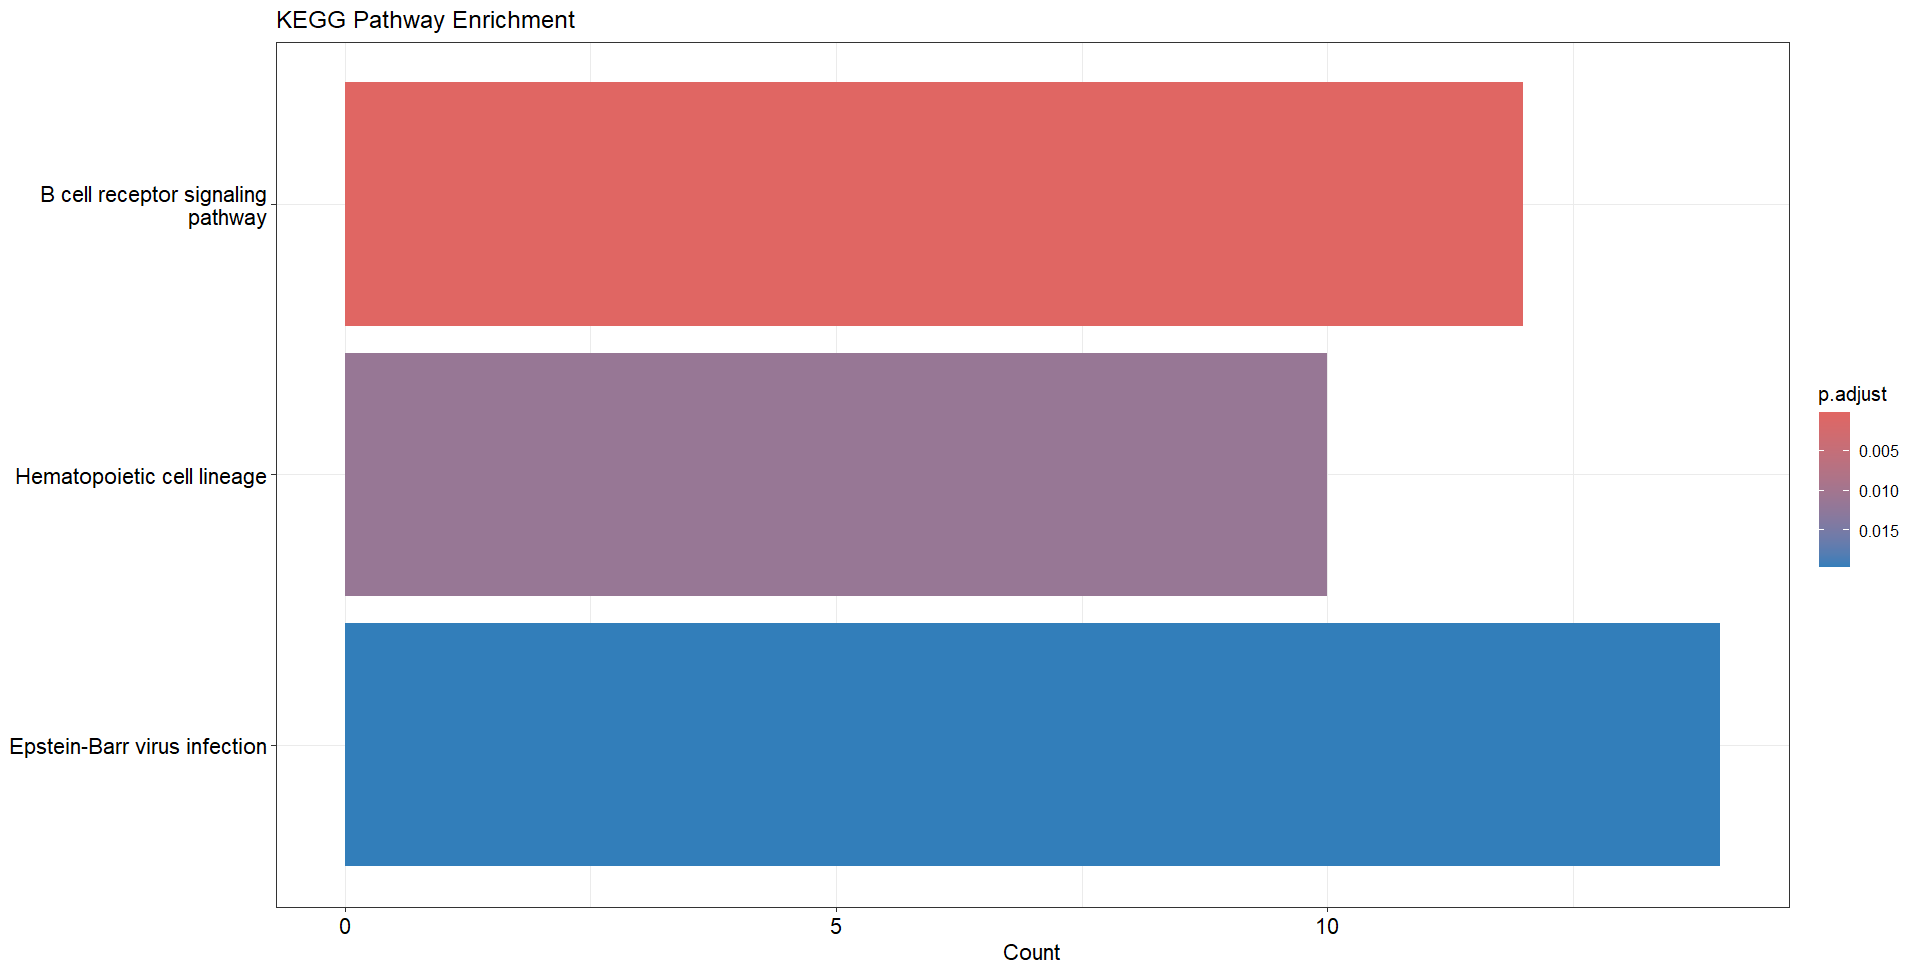 KEGG Pathway Enrichment
B cell receptor signaling
pathway
Hematopoietic cell lineage
Epstein-Barr virus infection
0
5
10
Count
p.adjust
0.005
0.010
0.015